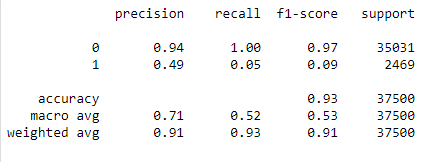 precision recall f1-score support
0 0.94 1.00 0.97 35031
1 0.49 0.05 0.09 2469
accuracy 0.93 37500
macro avg 0.71 0.52 0.53 37500
weighted avg 0.91 0.93 0.91 37500